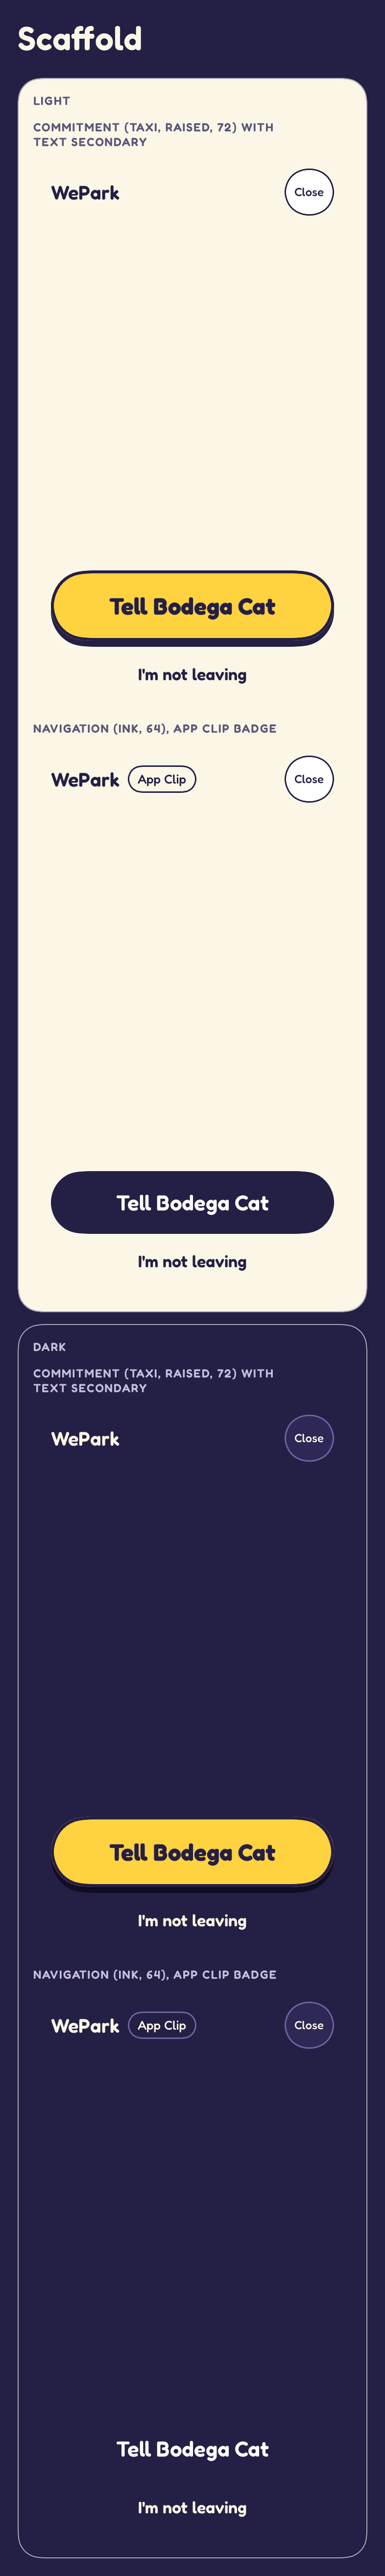 Scaffold
LIGHT
COMMITMENT (TAXI, RAISED, 72) WITH
TEXT SECONDARY
WePark
Close
Tell Bodega Cat
I'm not leaving
NAVIGATION (INK, 64), APP CLIP BADGE
WePark
App Clip
Close
Tell Bodega Cat
I'm not leaving
DARK
COMMITMENT (TAXI, RAISED, 72) WITH
TEXT SECONDARY
WePark
Close
Tell Bodega Cat
I'm not leaving
NAVIGATION (INK, 64), APP CLIP BADGE
WePark
App Clip
Close
Tell Bodega Cat
I'm not leaving